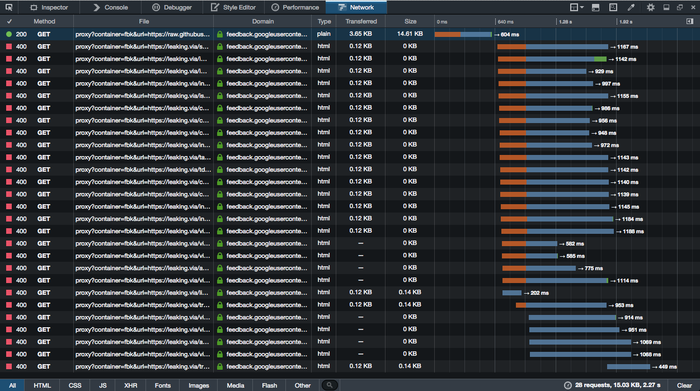 Inspector Console Debugger Style Editor Performance Network
Method File Domain Type Transferred Size 0 ms 640 ms 1.28 s 1.92 s
200 GET proxy?container=fbk&url=https://raw.githubus... feedback.googleuserconte... plain 3.65 KB 14.61 KB → 804 ms
400 GET proxy?container=fbk&url=https://leaking.via/s... feedback.googleuserconte... html 0.12 KB 0 KB → 1167 ms
400 GET proxy?container=fbk&url=https://leaking.via/i... feedback.googleuserconte... html 0.12 KB 0 KB → 1142 ms
400 GET proxy?container=fbk&url=https://leaking.via/i... feedback.googleuserconte... html 0.12 KB 0 KB → 929 ms
400 GET proxy?container=fbk&url=https://leaking.via/in... feedback.googleuserconte... html 0.12 KB 0 KB → 997 ms
400 GET proxy?container=fbk&url=https://leaking.via/is... feedback.googleuserconte... html 0.12 KB 0 KB → 1155 ms
400 GET proxy?container=fbk&url=https://leaking.via/c... feedback.googleuserconte... html 0.12 KB 0 KB → 986 ms
400 GET proxy?container=fbk&url=https://leaking.via/c... feedback.googleuserconte... html 0.12 KB 0 KB → 956 ms
400 GET proxy?container=fbk&url=https://leaking.via/c... feedback.googleuserconte... html 0.12 KB 0 KB → 948 ms
400 GET proxy?container=fbk&url=https://leaking.via/in... feedback.googleuserconte... html 0.12 KB 0 KB → 972 ms
400 GET proxy?container=fbk&url=https://leaking.via/ta... feedback.googleuserconte... html 0.12 KB 0 KB → 1143 ms
400 GET proxy?container=fbk&url=https://leaking.via/td... feedback.googleuserconte... html 0.12 KB 0 KB → 1142 ms
400 GET proxy?container=fbk&url=https://leaking.via/c... feedback.googleuserconte... html 0.12 KB 0 KB → 1140 ms
400 GET proxy?container=fbk&url=https://leaking.via/c... feedback.googleuserconte... html 0.12 KB 0 KB → 1139 ms
400 GET proxy?container=fbk&url=https://leaking.via/in... feedback.googleuserconte... html 0.12 KB 0 KB → 1145 ms
400 GET proxy?container=fbk&url=https://leaking.via/in... feedback.googleuserconte... html 0.12 KB 0 KB → 1184 ms
400 GET proxy?container=fbk&url=https://leaking.via/in... feedback.googleuserconte... html 0.12 KB 0 KB → 1188 ms
400 GET proxy?container=fbk&url=https://leaking.via/vi... feedback.googleuserconte... html — 0 KB → 582 ms
400 GET proxy?container=fbk&url=https://leaking.via/vi... feedback.googleuserconte... html — 0 KB → 585 ms
400 GET proxy?container=fbk&url=https://leaking.via/a... feedback.googleuserconte... html — 0 KB → 775 ms
400 GET proxy?container=fbk&url=https://leaking.via/vi... feedback.googleuserconte... html — 0 KB → 1114 ms
400 GET proxy?container=fbk&url=https://leaking.via/li... feedback.googleuserconte... html 0.12 KB 0.14 KB → 202 ms
400 GET proxy?container=fbk&url=https://leaking.via/tr... feedback.googleuserconte... html 0.12 KB 0.14 KB → 953 ms
400 GET proxy?container=fbk&url=https://leaking.via/vi... feedback.googleuserconte... html — 0 KB → 914 ms
400 GET proxy?container=fbk&url=https://leaking.via/vi... feedback.googleuserconte... html — 0 KB → 951 ms
400 GET proxy?container=fbk&url=https://leaking.via/a... feedback.googleuserconte... html — 0 KB → 1069 ms
400 GET proxy?container=fbk&url=https://leaking.via/vi... feedback.googleuserconte... html — 0 KB → 1066 ms
400 GET proxy?container=fbk&url=https://leaking.via/tr... feedback.googleuserconte... html 0.12 KB 0.14 KB → 449 ms
All HTML CSS JS XHR Fonts Images Media Flash Other 28 requests, 15.03 KB, 2.27 s Clear